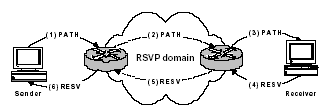 (1) PATH
(2) PATH
(3) PATH
RSVP domain
(6) RESV
(5) RESV
(4) RESV
Sender
Receiver